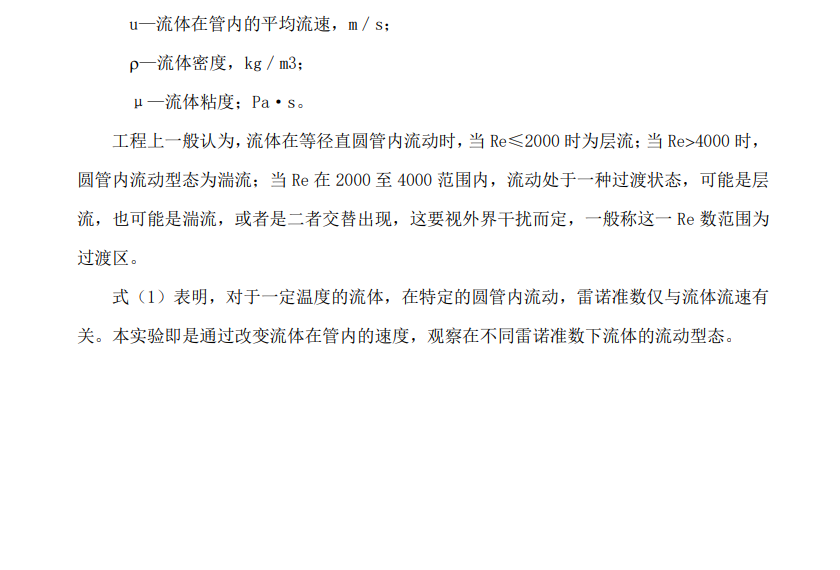 u—流体在管内的平均流速，m／s；
ρ—流体密度，kg／m3；
μ—流体粘度；Pa·s。
工程上一般认为，流体在等径直圆管内流动时，当 Re≤2000 时为层流；当 Re>4000 时，
圆管内流动型态为湍流；当 Re 在 2000 至 4000 范围内，流动处于一种过渡状态，可能是层
流，也可能是湍流，或者是二者交替出现，这要视外界干扰而定，一般称这一 Re 数范围为
过渡区。
式（1）表明，对于一定温度的流体，在特定的圆管内流动，雷诺准数仅与流体流速有
关。本实验即是通过改变流体在管内的速度，观察在不同雷诺准数下流体的流动型态。